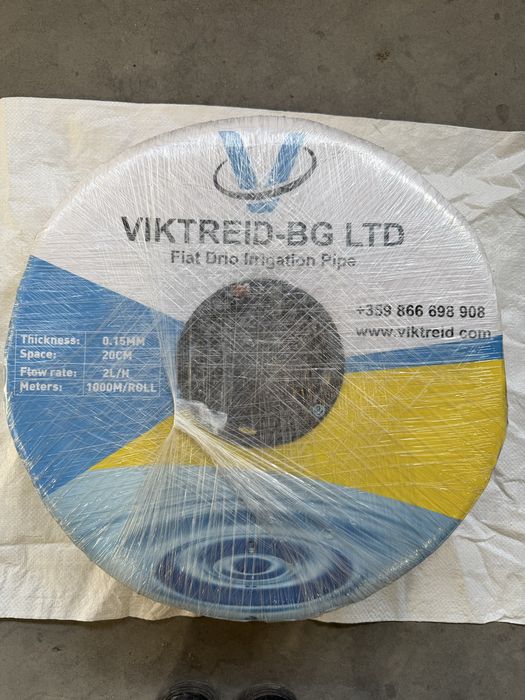 VIKTREID-BG LTD
Flat Drip Irrigation Pipe
+359 866 698 908
www.viktreid.com
Thickness: 0.15MM
Space: 20CM
Flow rate: 2L/H
Meters: 1000M/ROLL